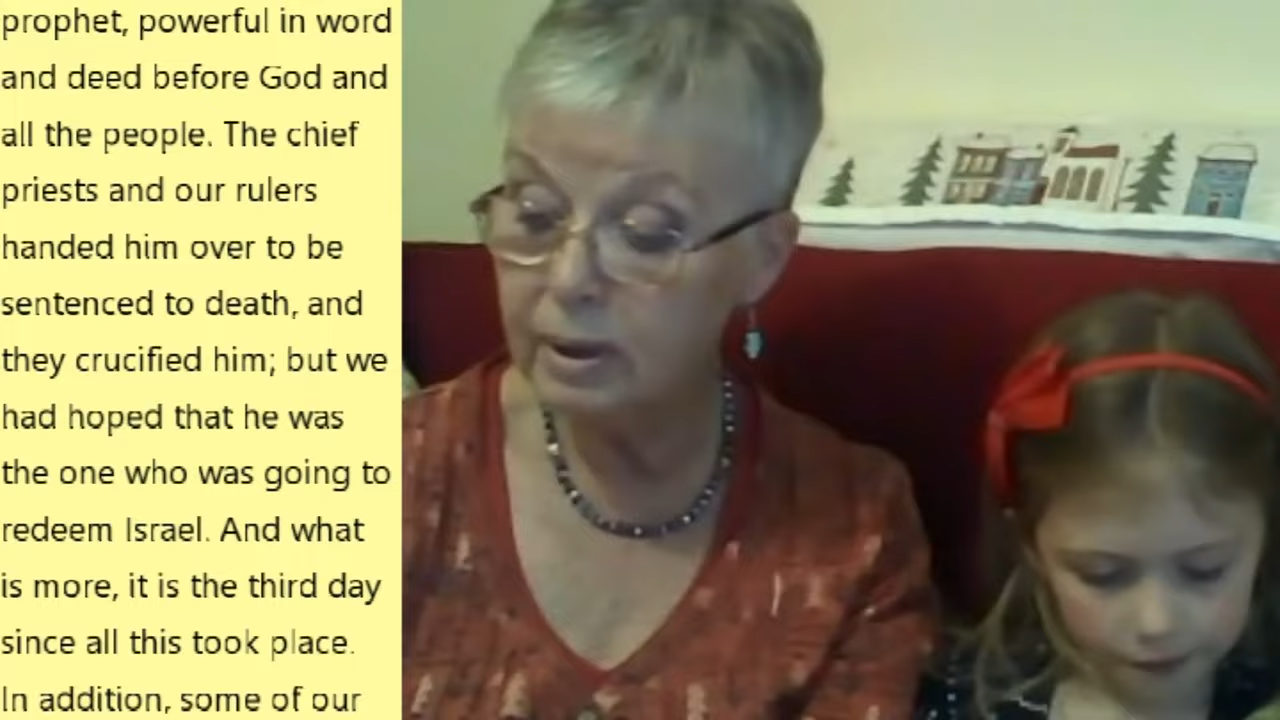 prophet, powerful in word
and deed before God and
all the people. The chief
priests and our rulers
handed him over to be
sentenced to death, and
they crucified him; but we
had hoped that he was
the one who was going to
redeem Israel. And what
is more, it is the third day
since all this took place.
In addition, some of our